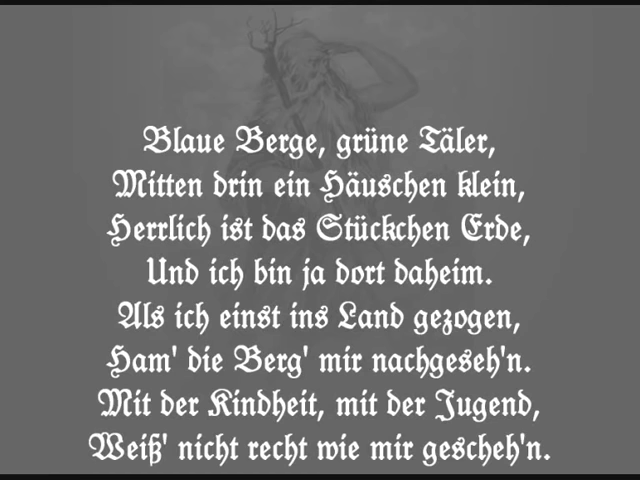 Blaue Berge, grüne Täler,
Mitten drin ein Häuschen klein,
Herrlich ist das Stückchen Erde,
Und ich bin ja dort daheim.
Als ich einst ins Land gezogen,
Ham' die Berg' mir nachgeseh'n.
Mit der Kindheit, mit der Jugend,
Weiß' nicht recht wie mir gescheh'n.